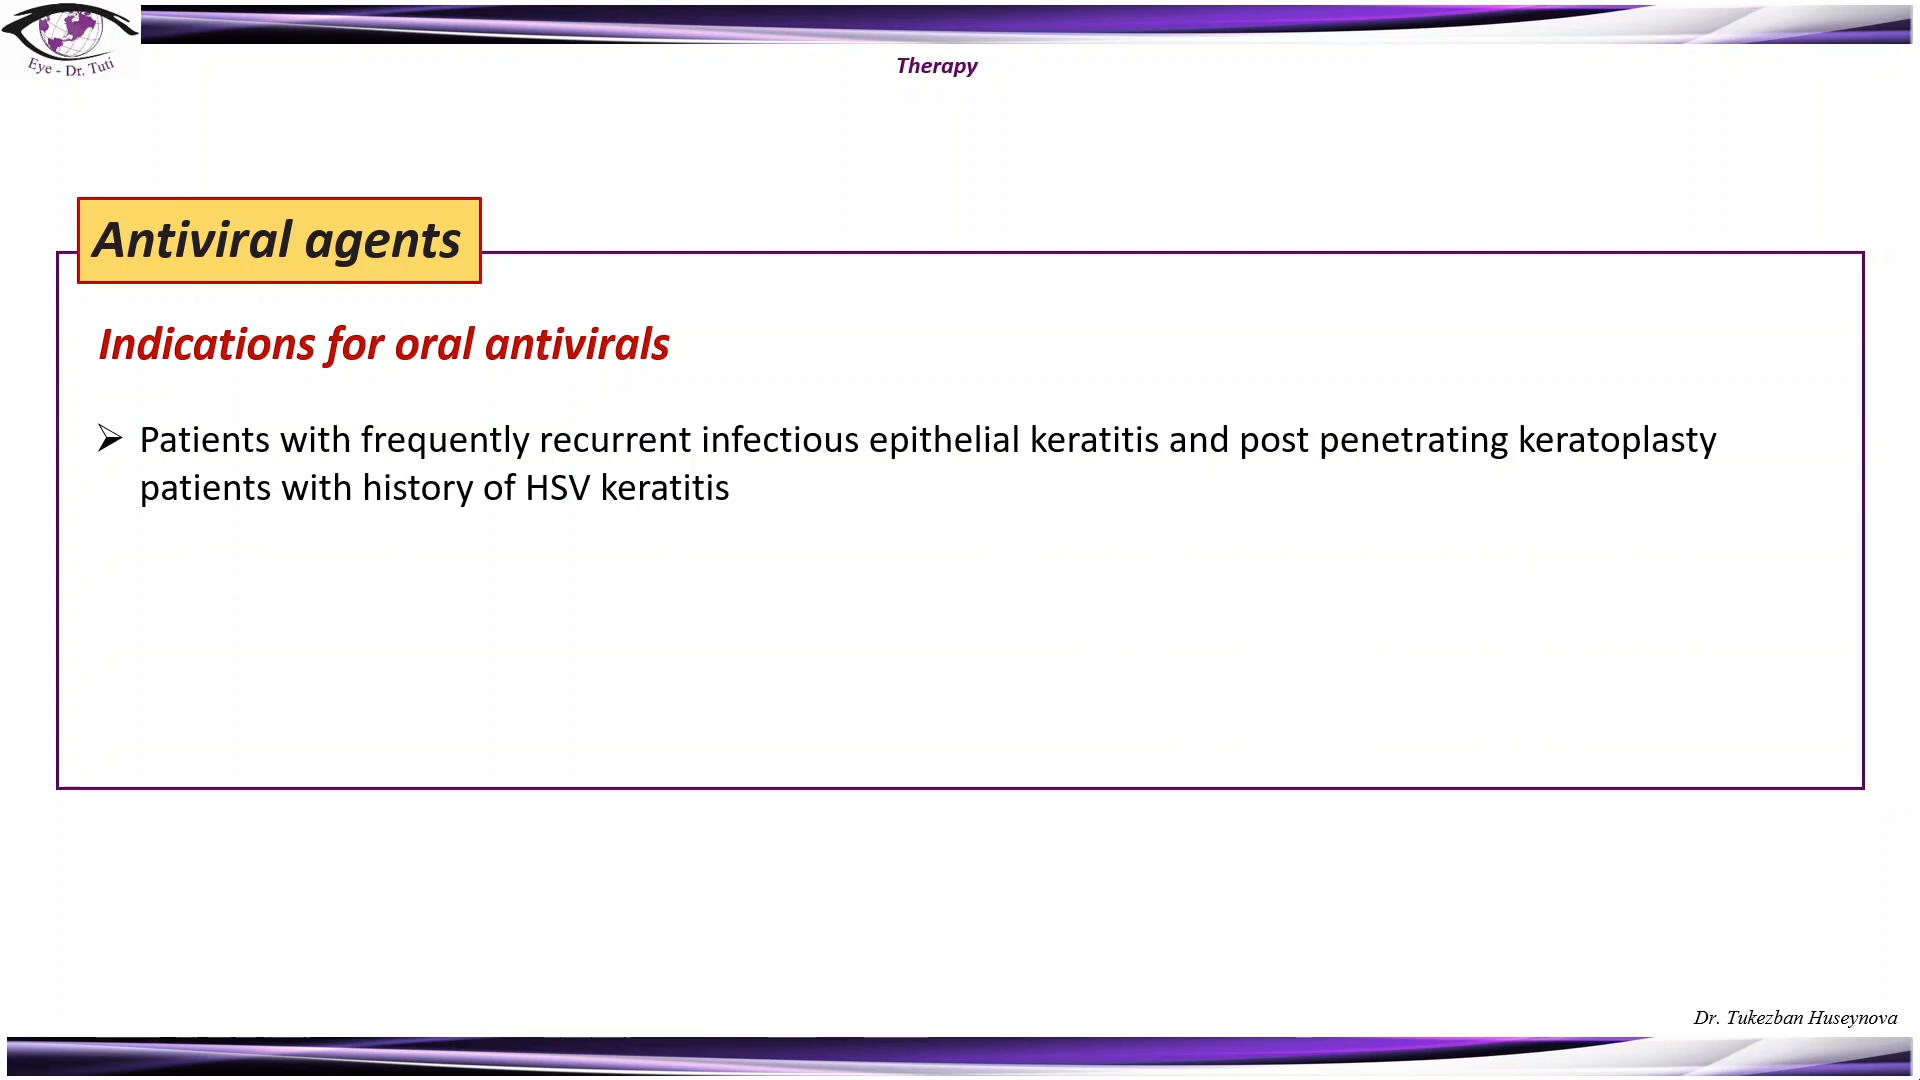 Eye - Dr. Tuti
Therapy
Antiviral agents
Indications for oral antivirals
➢ Patients with frequently recurrent infectious epithelial keratitis and post penetrating keratoplasty
patients with history of HSV keratitis
Dr. Tukezban Huseynova